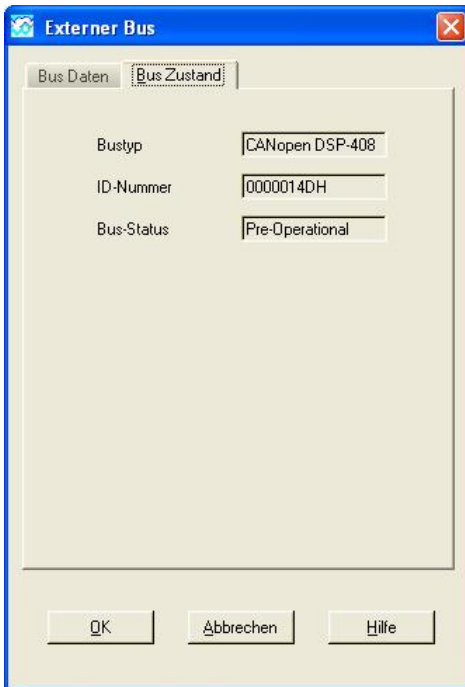 Externer Bus
Bus Daten Bus Zustand
Bustyp CANopen DSP-408
ID-Nummer 0000014DH
Bus-Status Pre-Operational
OK Abbrechen Hilfe